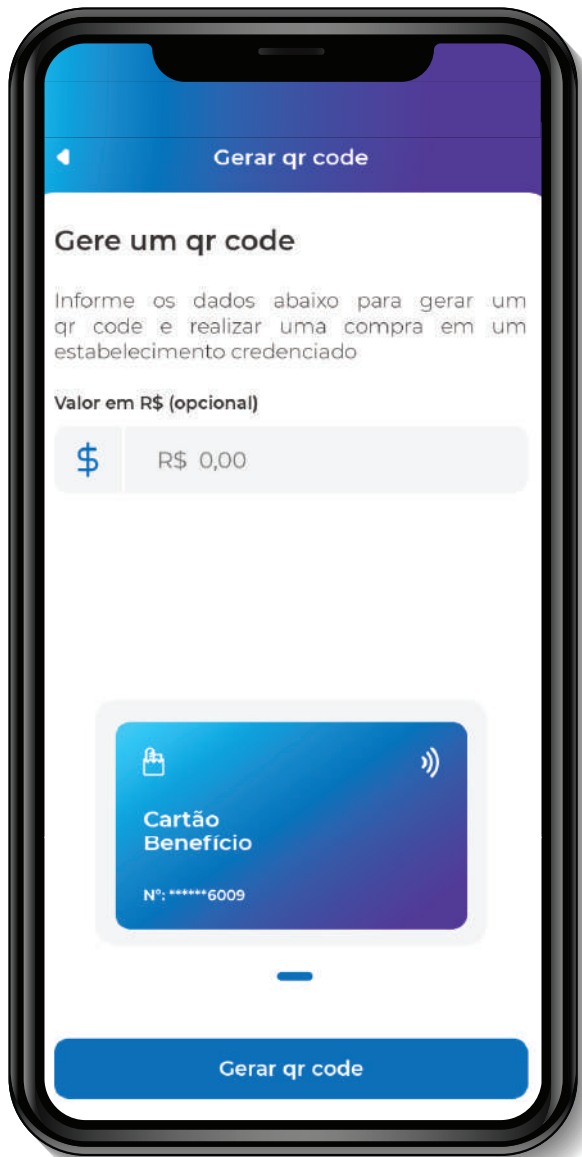 Gerar qr code
Gere um qr code
Informe os dados abaixo para gerar um
qr code e realizar uma compra em um
estabelecimento credenciado
Valor em R$ (opcional)
$ R$ 0,00
Cartão
Benefício
Nº: ******6009
Gerar qr code